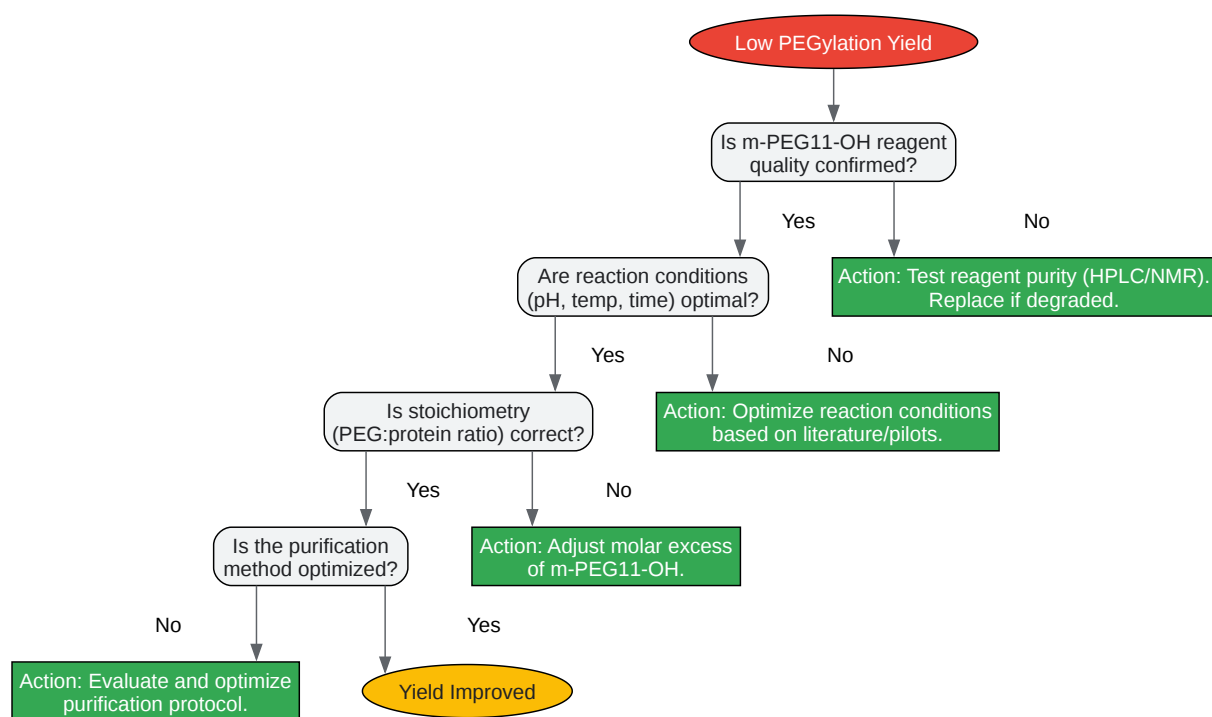 Low PEGylation Yield
Is m-PEG11-OH reagent
quality confirmed?
Yes
No
Are reaction conditions
(pH, temp, time) optimal?
Action: Test reagent purity (HPLC/NMR).
Replace if degraded.
Yes
No
Is stoichiometry
(PEG:protein ratio) correct?
Action: Optimize reaction conditions
based on literature/pilots.
Yes
No
Is the purification
method optimized?
Action: Adjust molar excess
of m-PEG11-OH.
No
Yes
Action: Evaluate and optimize
purification protocol.
Yield Improved